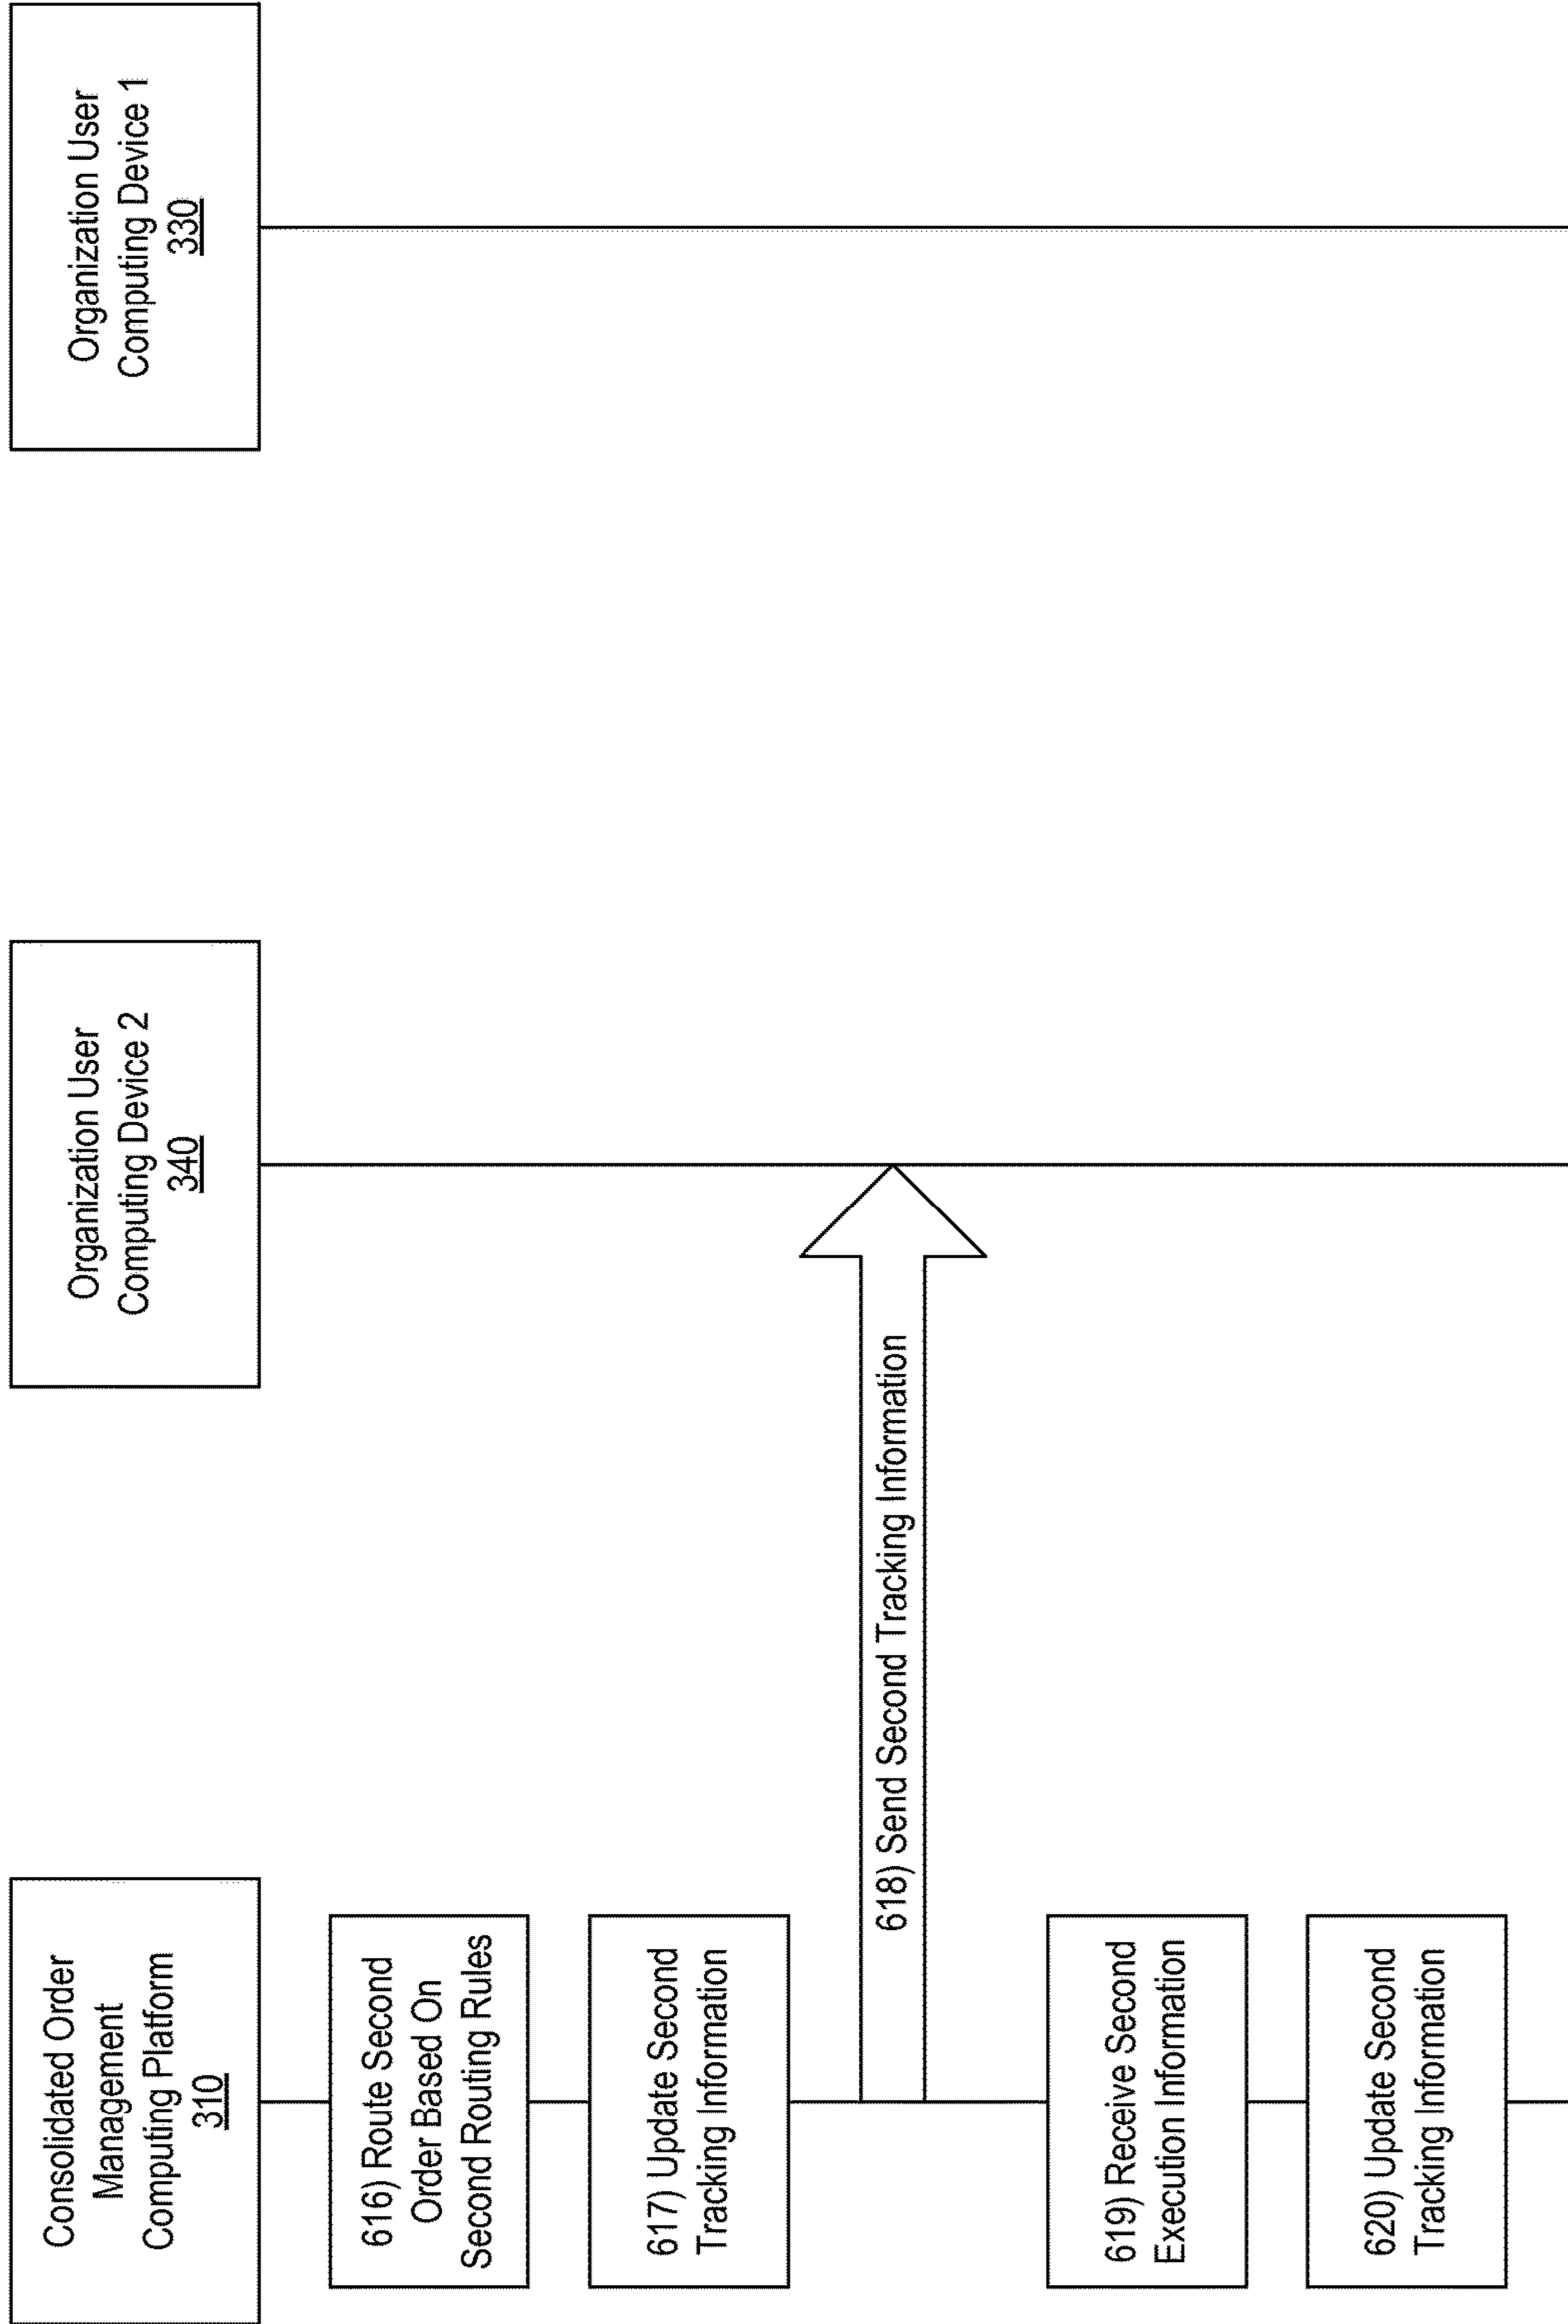 Consolidated Order
Management
Computing Platform
310
Organization User
Computing Device 2
340
Organization User
Computing Device 1
330
616) Route Second
Order Based On
Second Routing Rules
617) Update Second
Tracking Information
618) Send Second Tracking Information
619) Receive Second
Execution Information
620) Update Second
Tracking Information